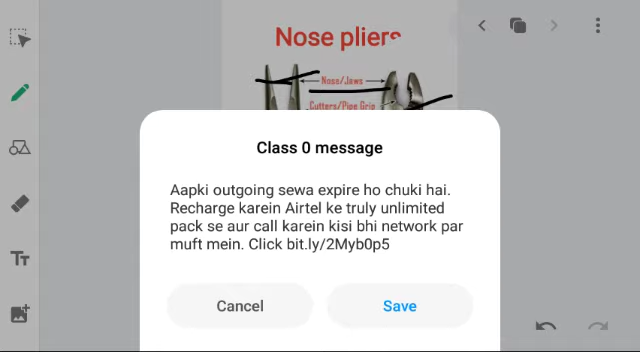 Nose pliers
Nose/Jaws
Cutters/Pipe Grip
Class 0 message
Aapki outgoing sewa expire ho chuki hai.
Recharge karein Airtel ke truly unlimited
pack se aur call karein kisi bhi network par
muft mein. Click bit.ly/2Myb0p5
Cancel
Save
Tт